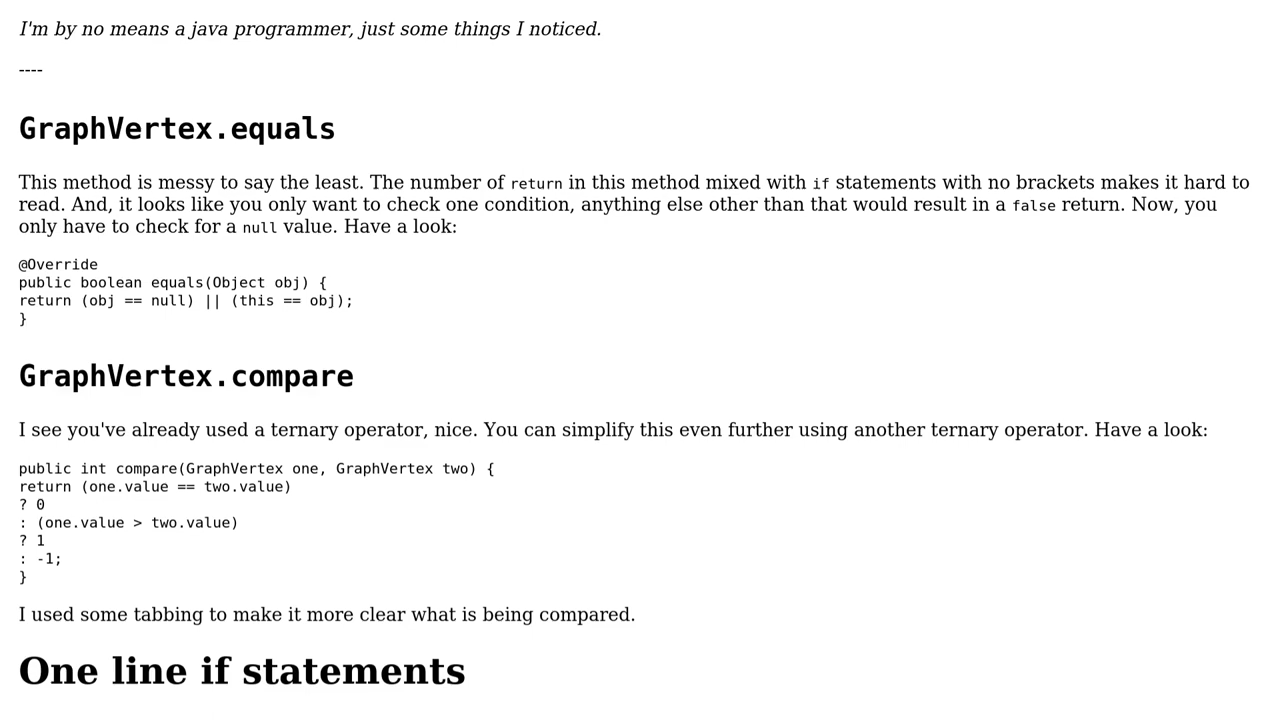 I'm by no means a java programmer, just some things I noticed.
----
GraphVertex.equals
This method is messy to say the least. The number of return in this method mixed with if statements with no brackets makes it hard to
read. And, it looks like you only want to check one condition, anything else other than that would result in a false return. Now, you
only have to check for a null value. Have a look:
@Override
public boolean equals(Object obj) {
return (obj == null) || (this == obj);
}
GraphVertex.compare
I see you've already used a ternary operator, nice. You can simplify this even further using another ternary operator. Have a look:
public int compare(GraphVertex one, GraphVertex two) {
return (one.value == two.value)
? 0
: (one.value > two.value)
? 1
: -1;
}
I used some tabbing to make it more clear what is being compared.
One line if statements